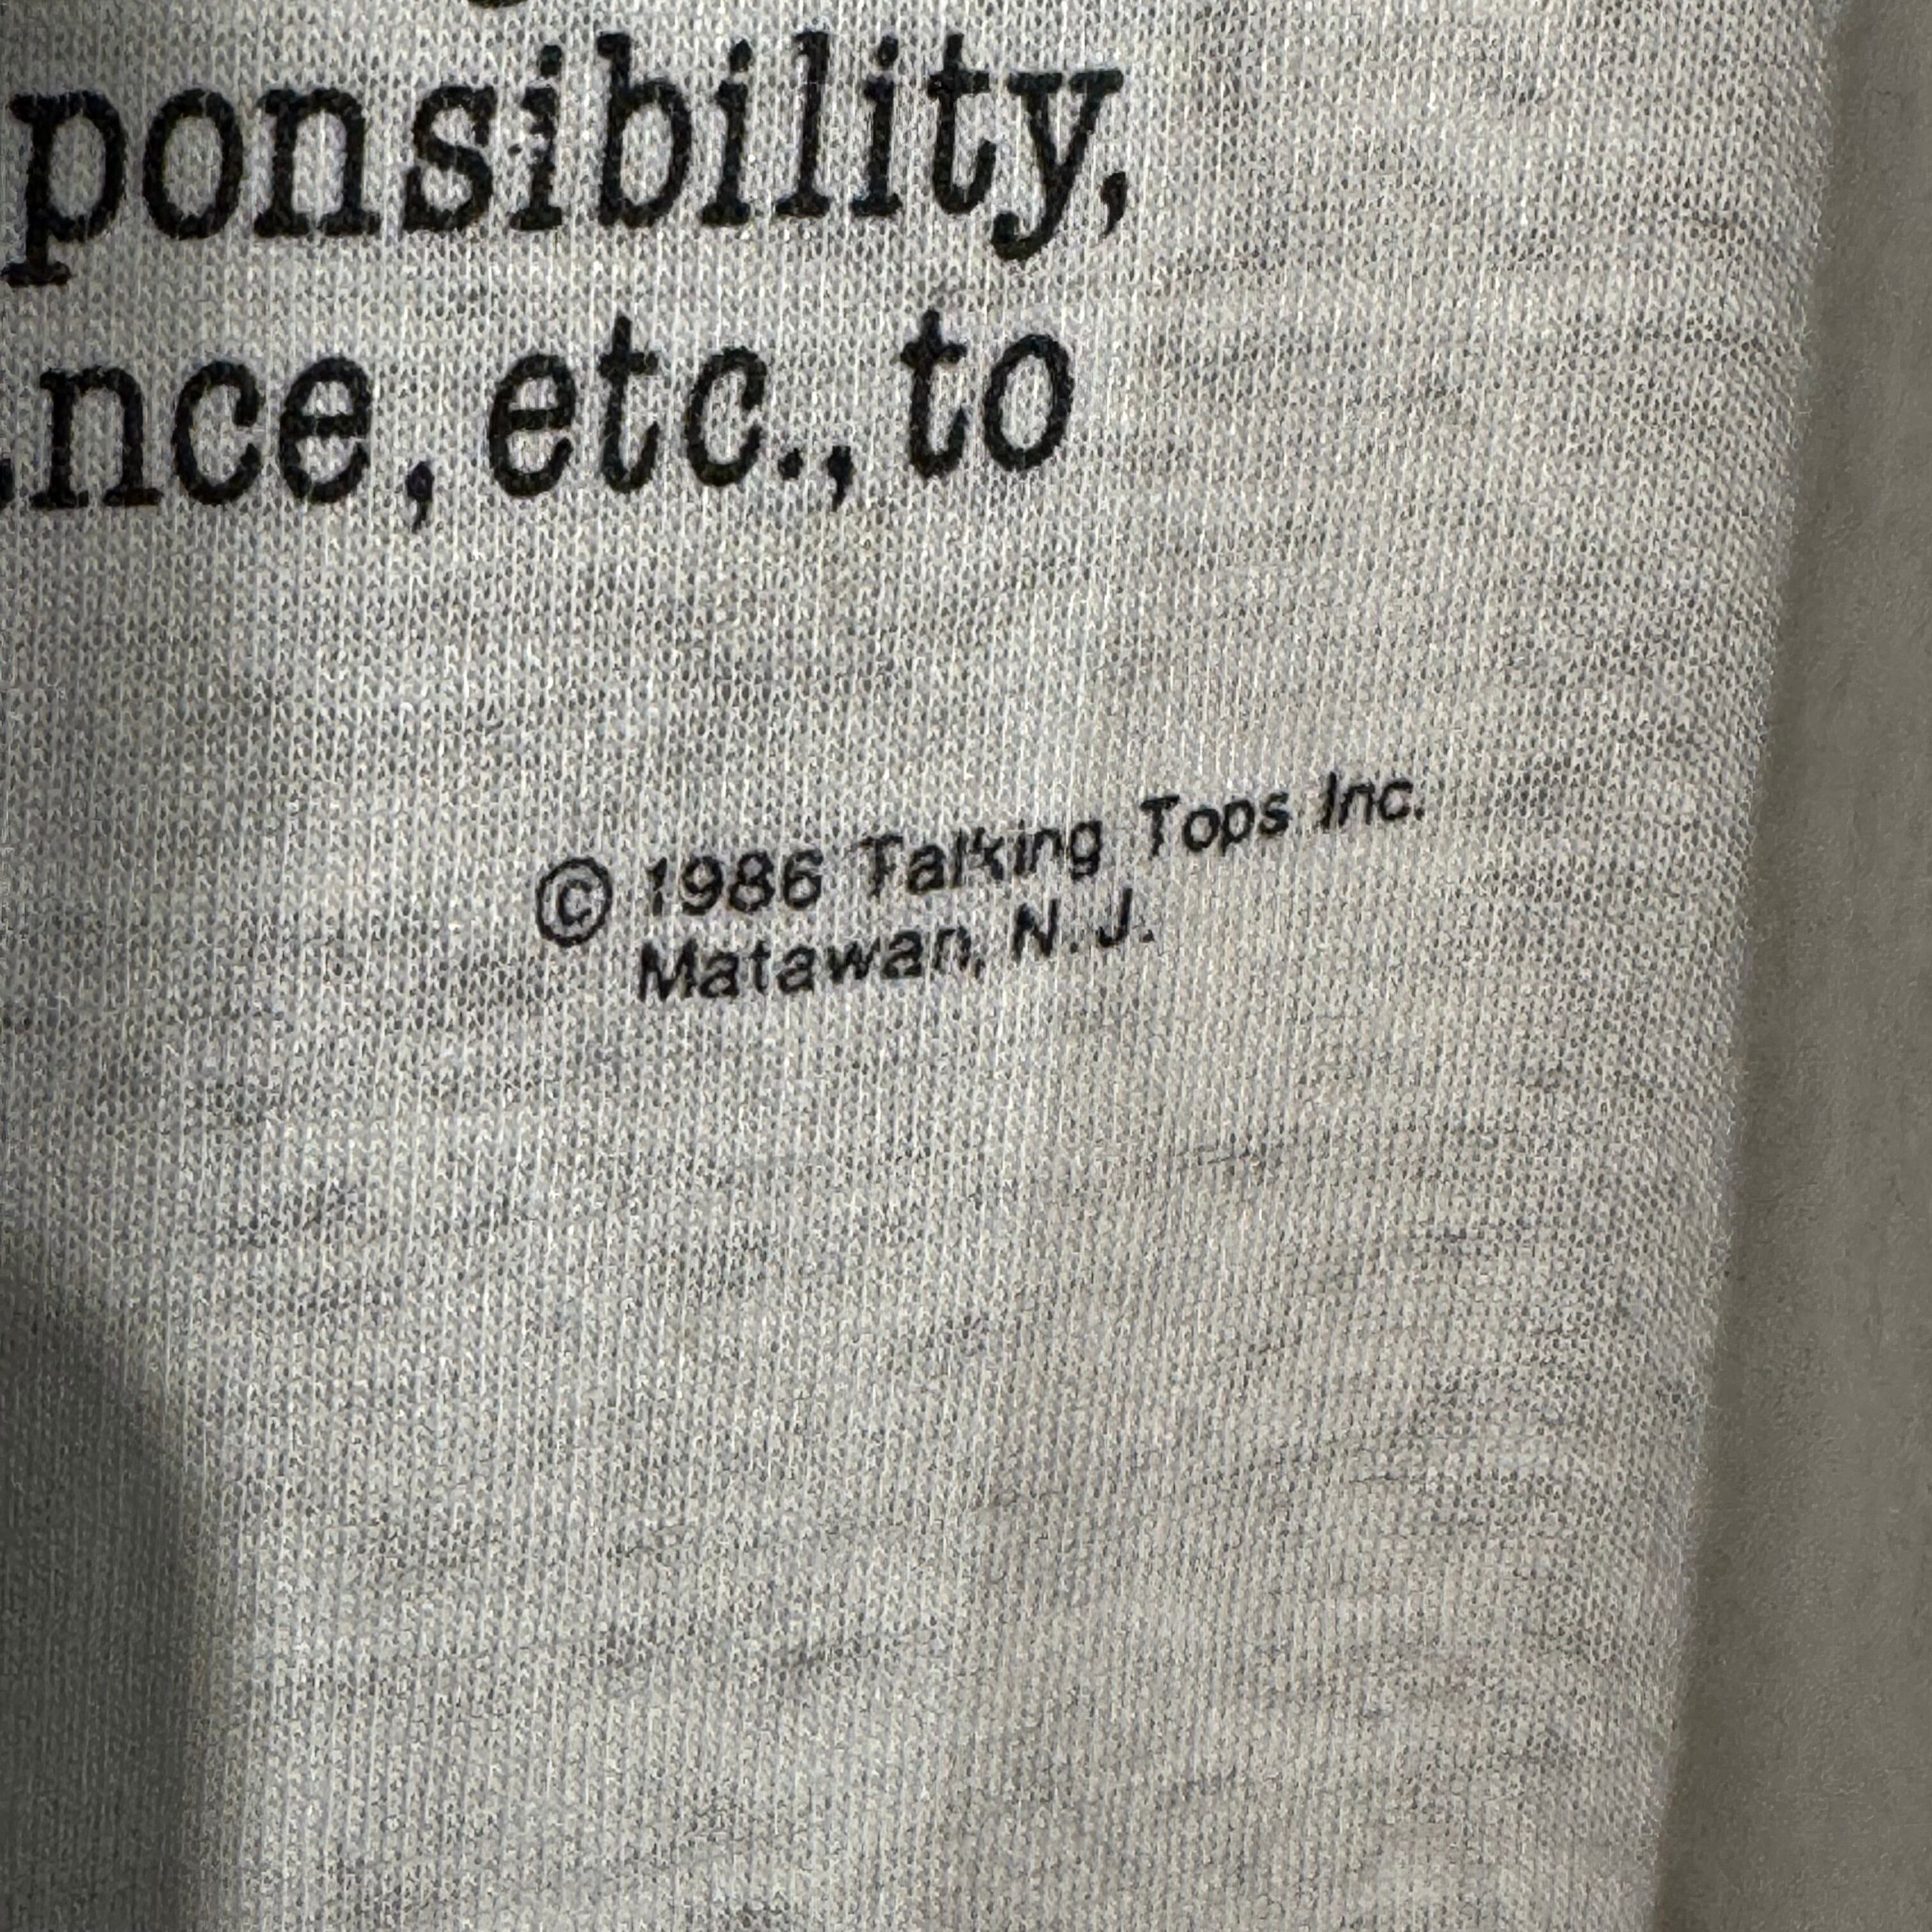 ponsibility,
nce, etc., to
© 1986 Talking Tops Inc.
Matawan, N.J.